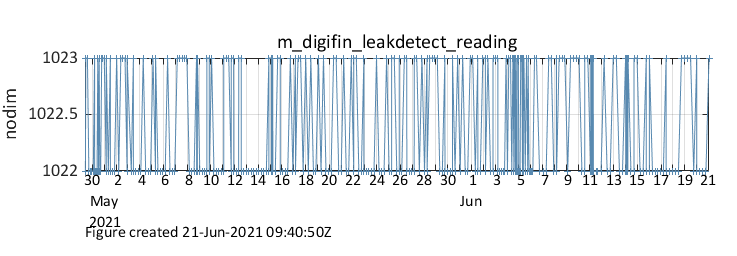 m_digifin_leakdetect_reading
nodim
1023
1022.5
1022
30 2 4 6 8 10 12 14 16 18 20 22 24 26 28 30 1 3 5 7 9 11 13 15 17 19 21
May Jun
2021
Figure created 21-Jun-2021 09:40:50Z